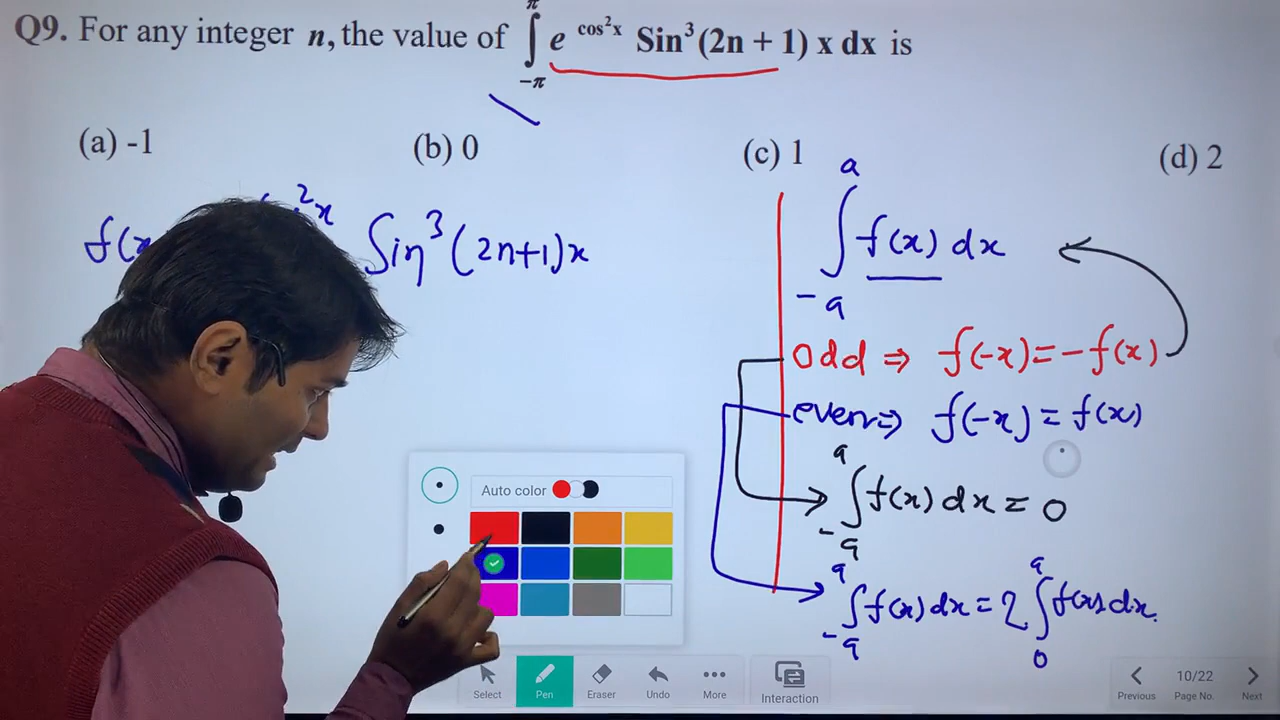 Q9. For any integer n, the value of ∫_{-π}^{π} e^{cos²x} Sin³(2n + 1) x dx is
(a) -1
(b) 0
(c) 1
(d) 2
f(x ²x Sin³(2n+1)x
∫_{-a}^{a} f(x) dx
Odd ⇒ f(-x) = -f(x)
even ⇒ f(-x) = f(x)
∫_{-a}^{a} f(x) dx = 0
∫_{-a}^{a} f(x) dx = 2 ∫_{0}^{a} f(x) dx.
Auto color
Select
Pen
Eraser
Undo
More
Interaction
Previous
10/22
Page No.
Next